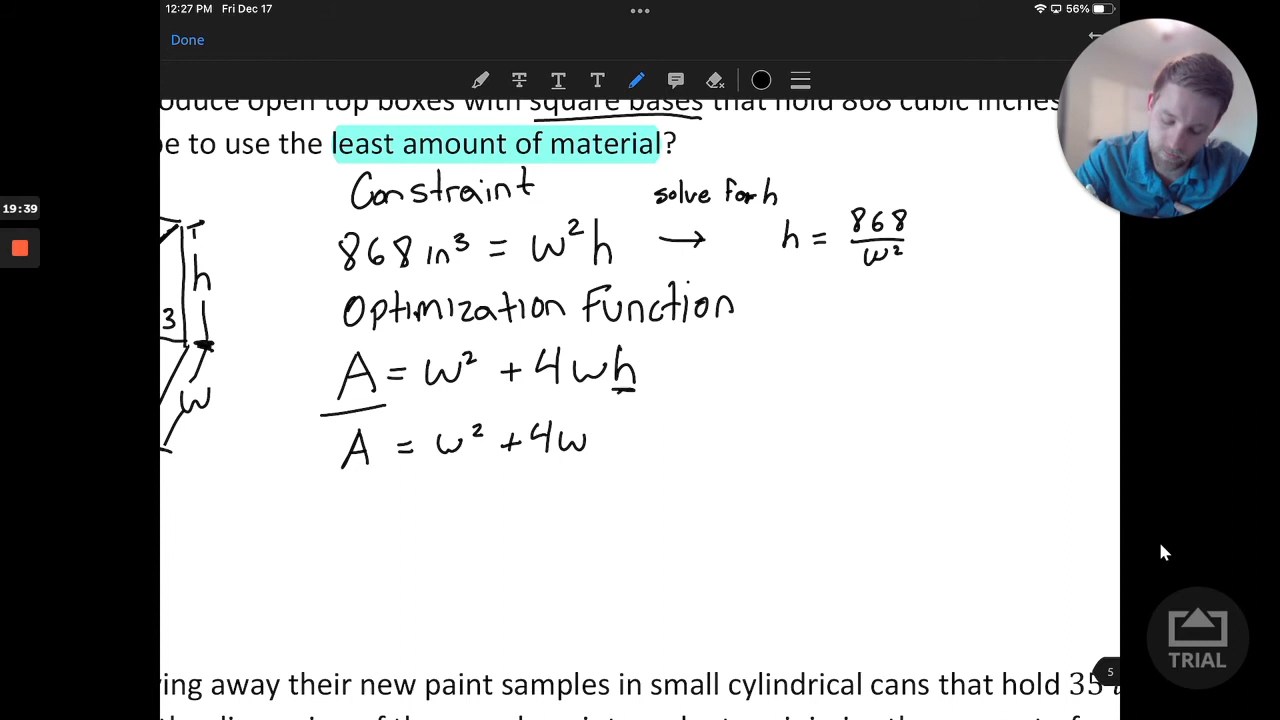 12:27 PM Fri Dec 17
56%
Done
oduce open top boxes with square bases that hold 868 cubic inches
be to use the least amount of material?
Constraint
solve for h
19:39
868 in³ = w²h → h = 868/w²
h
Optimization Function
3
A = w² + 4wh
w
A = w² + 4w
TRIAL
5
ying away their new paint samples in small cylindrical cans that hold 35